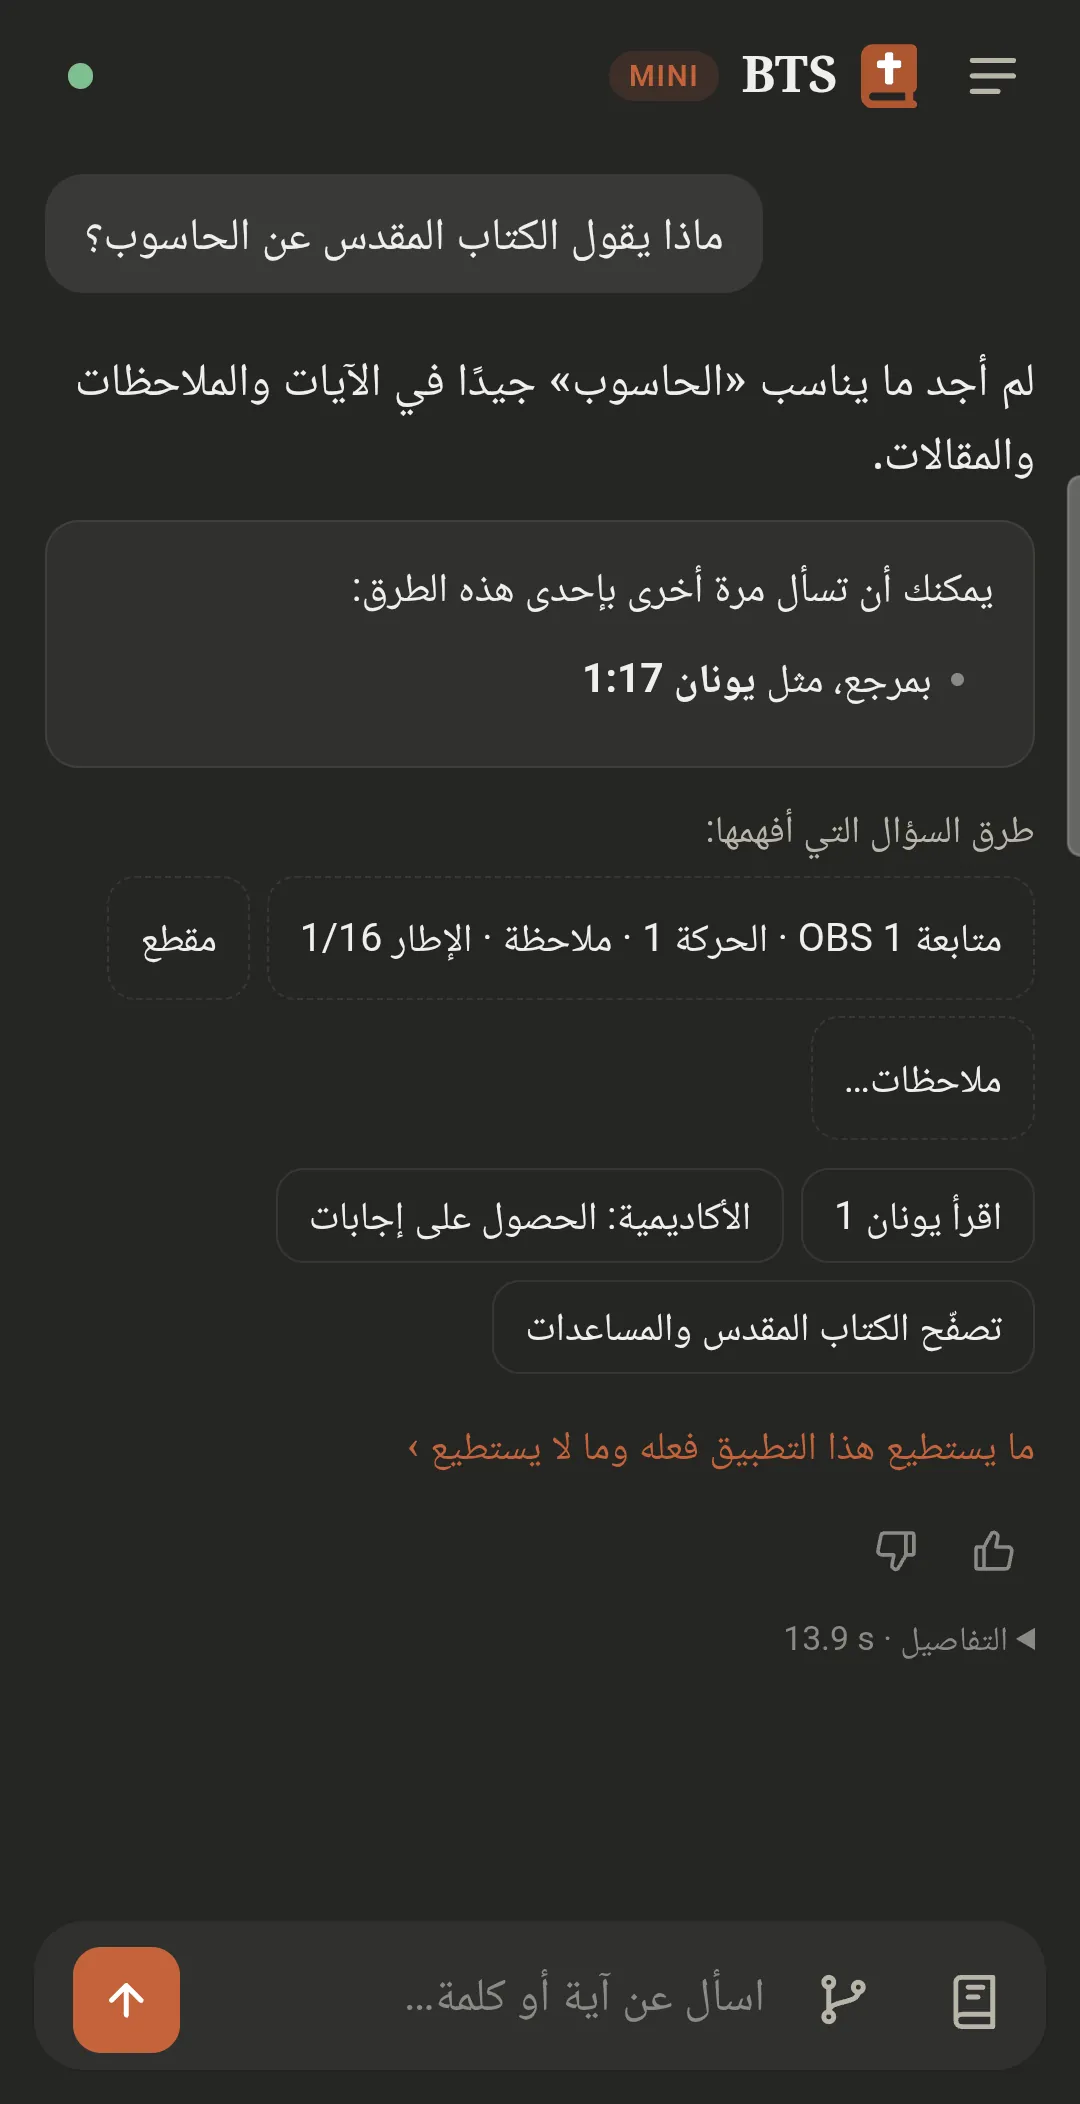 BTS MINI
ماذا يقول الكتاب المقدس عن الحاسوب؟
لم أجد ما يناسب «الحاسوب» جيدًا في الآيات والملاحظات
والمقالات.
يمكنك أن تسأل مرة أخرى بإحدى هذه الطرق:
• بمرجع، مثل يونان 1:17
طرق السؤال التي أفهمها:
متابعة OBS 1 · الحركة 1 · ملاحظة · الإطار 1/16
مقطع
ملاحظات...
اقرأ يونان 1
الأكاديمية: الحصول على إجابات
تصفّح الكتاب المقدس والمساعدات
ما يستطيع هذا التطبيق فعله وما لا يستطيع ›
التفاصيل · 13.9 s
اسأل عن آية أو كلمة...